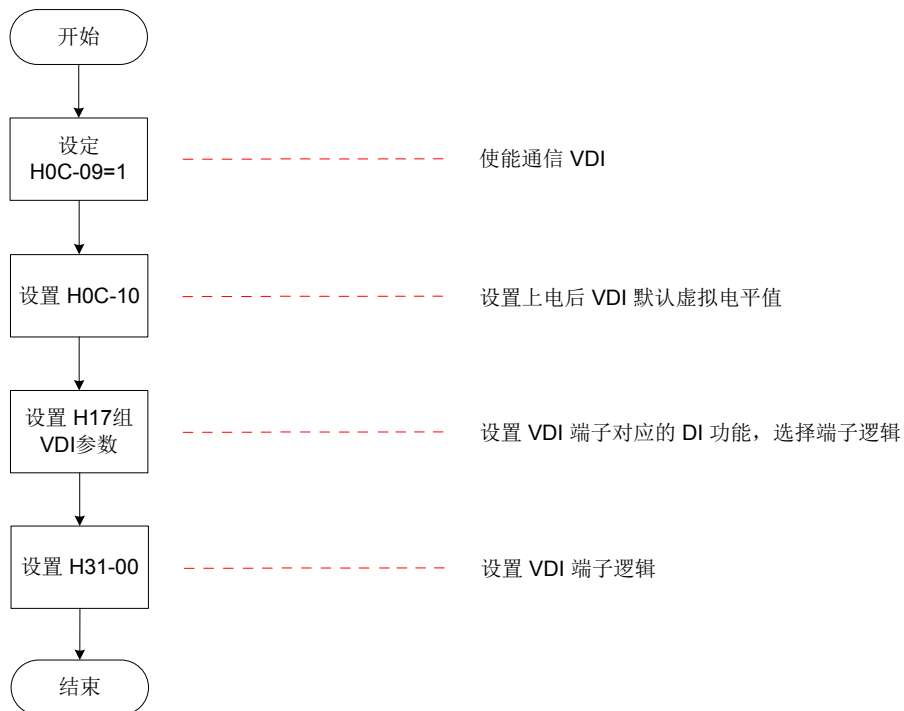 开始
设定
H0C-09=1
使能通信 VDI
设置 H0C-10
设置上电后 VDI 默认虚拟电平值
设置 H17组
VDI参数
设置 VDI 端子对应的 DI 功能，选择端子逻辑
设置 H31-00
设置 VDI 端子逻辑
结束